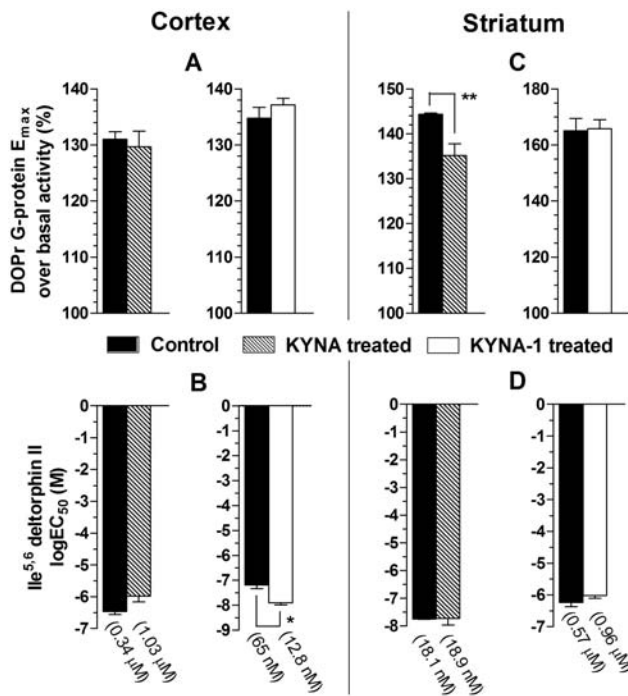 Cortex
Striatum
A
C
DOPr G-protein Emax
over basal activity (%)
140
130
120
110
100
140
130
120
110
100
150
140
130
120
110
100
**
180
160
140
120
100
Control
KYNA treated
KYNA-1 treated
B
D
Ile5,6 deltorphin II
logEC50 (M)
0
-1
-2
-3
-4
-5
-6
-7
(0.34 µM)
(1.03 µM)
0
-1
-2
-3
-4
-5
-6
-7
-8
-9
*
(65 nM)
(12.8 nM)
0
-1
-2
-3
-4
-5
-6
-7
-8
(18.1 nM)
(18.9 nM)
0
-1
-2
-3
-4
-5
-6
-7
(0.57 µM)
(0.96 µM)